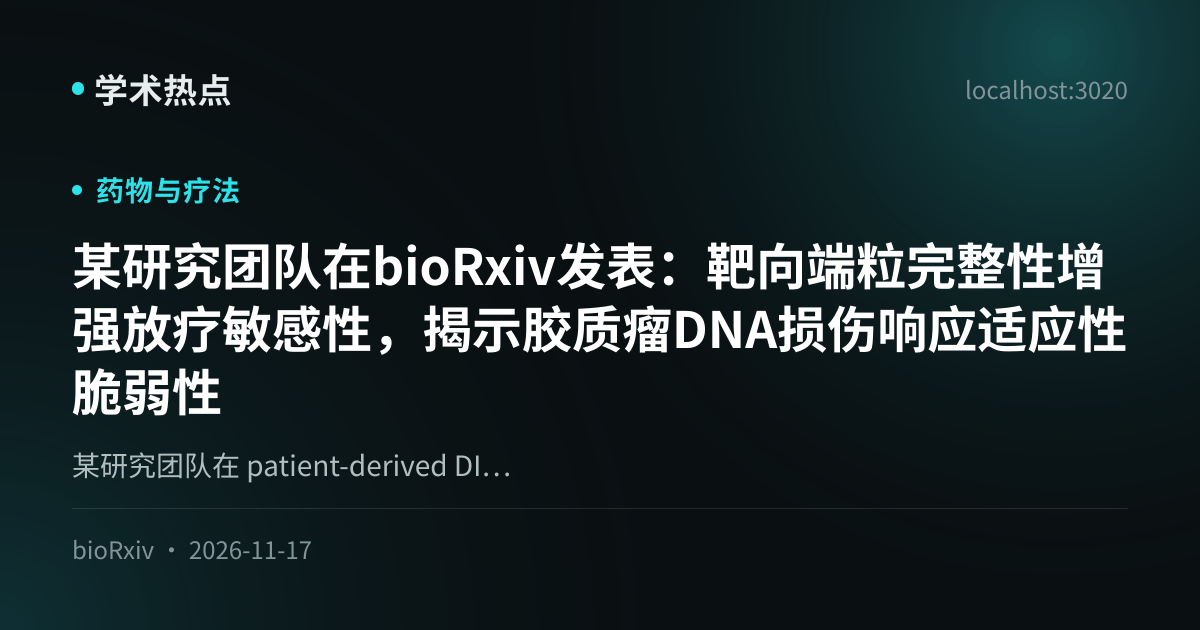 学术热点
localhost:3020
药物与疗法
某研究团队在bioRxiv发表：靶向端粒完整性增
强放疗敏感性，揭示胶质瘤DNA损伤响应适应性
脆弱性
某研究团队在 patient-derived DI…
bioRxiv · 2026-11-17